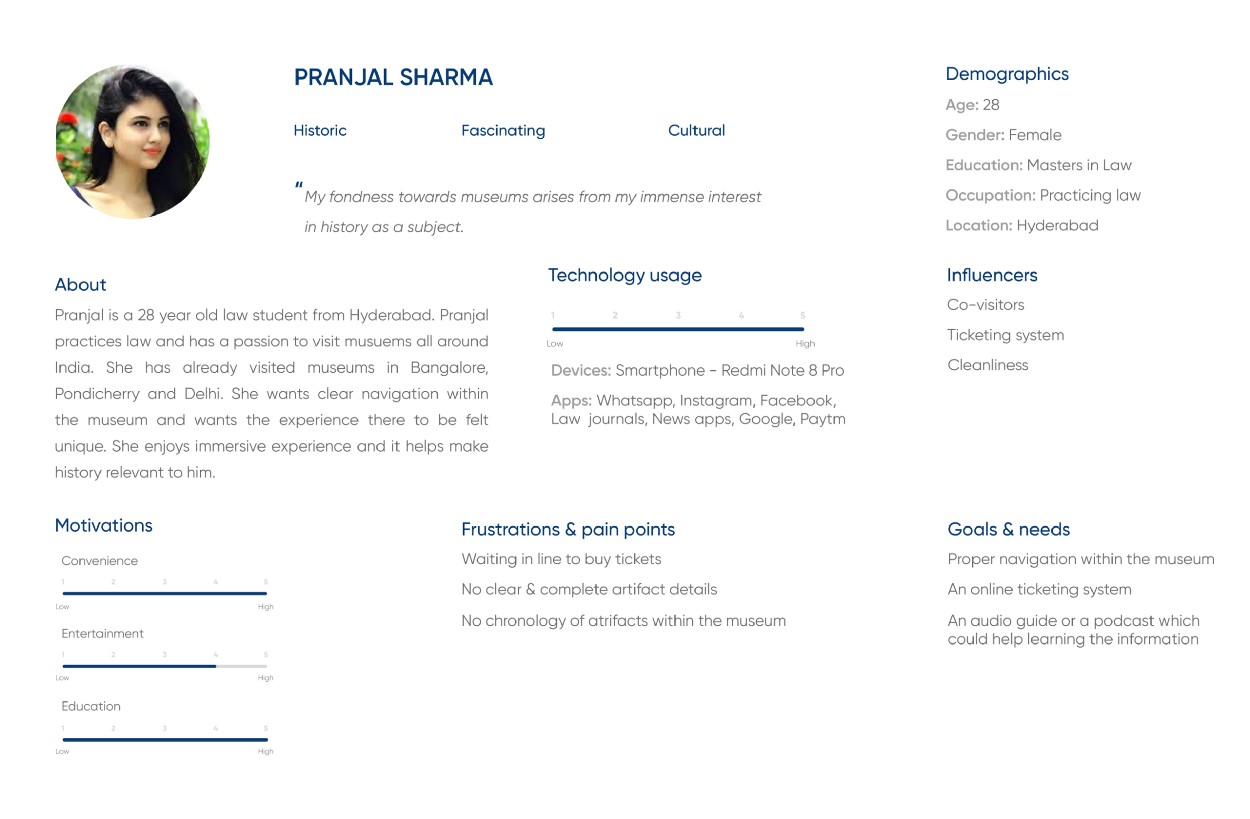 PRANJAL SHARMA
Historic
Fascinating
Cultural
“My fondness towards museums arises from my immense interest
in history as a subject.
Demographics
Age: 28
Gender: Female
Education: Masters in Law
Occupation: Practicing law
Location: Hyderabad
About
Pranjal is a 28 year old law student from Hyderabad. Pranjal
practices law and has a passion to visit musuems all around
India. She has already visited museums in Bangalore,
Pondicherry and Delhi. She wants clear navigation within
the museum and wants the experience there to be felt
unique. She enjoys immersive experience and it helps make
history relevant to him.
Technology usage
1 2 3 4 5
Low High
Devices: Smartphone - Redmi Note 8 Pro
Apps: Whatsapp, Instagram, Facebook,
Law journals, News apps, Google, Paytm
Influencers
Co-visitors
Ticketing system
Cleanliness
Motivations
Convenience
1 2 3 4 5
Low High
Entertainment
1 2 3 4 5
Low High
Education
1 2 3 4 5
Low High
Frustrations & pain points
Waiting in line to buy tickets
No clear & complete artifact details
No chronology of atrifacts within the museum
Goals & needs
Proper navigation within the museum
An online ticketing system
An audio guide or a podcast which
could help learning the information